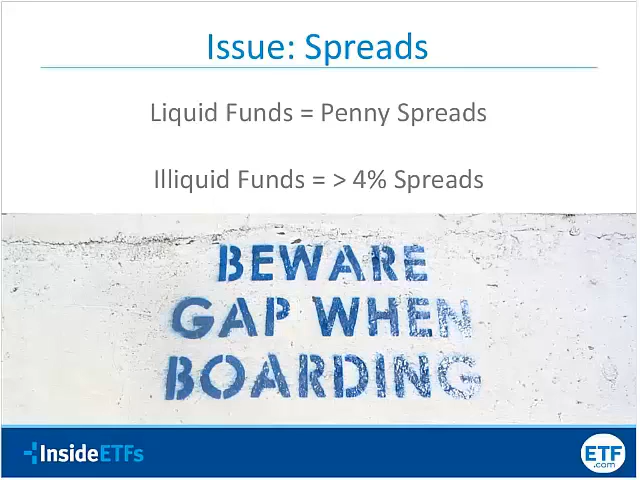 Issue: Spreads
Liquid Funds = Penny Spreads
Illiquid Funds = > 4% Spreads
BEWARE
GAP WHEN
BOARDING
InsideETFs
ETF
.com